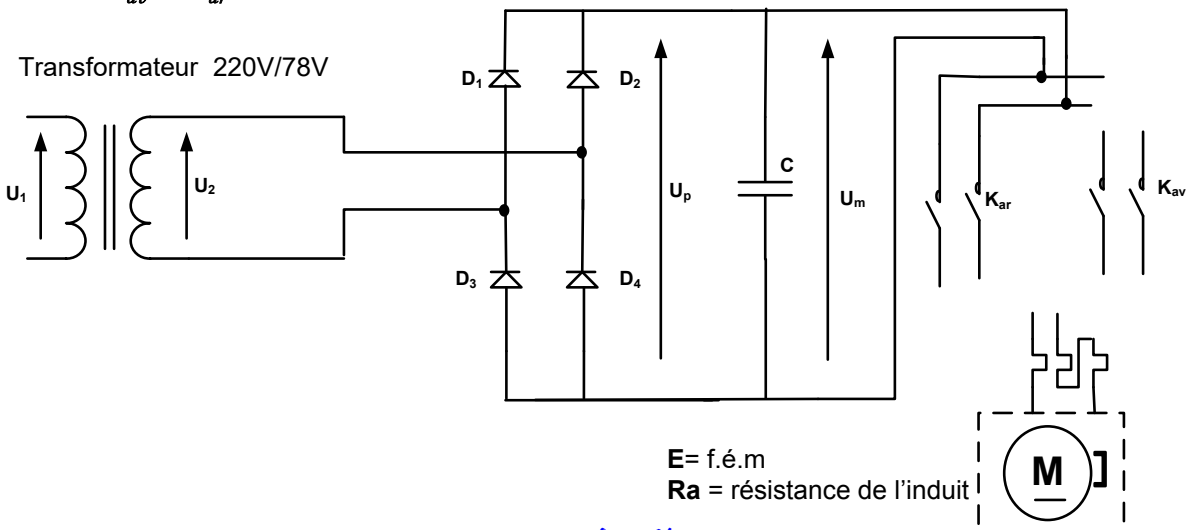 Transformateur 220V/78V
D₁
D₂
U₁
U₂
Uₚ
C
Uₘ
Kₐᵣ
Kₐᵥ
D₃
D₄
E= f.é.m
Ra = résistance de l'induit
M